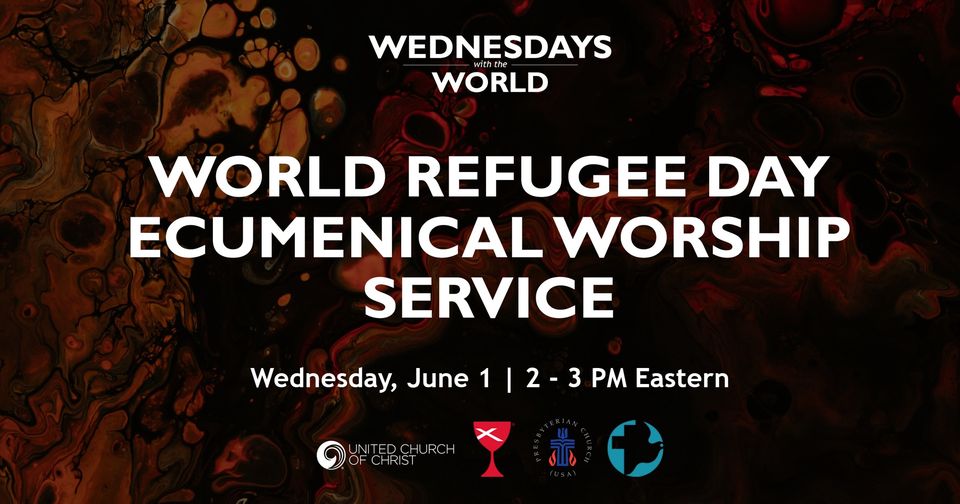 WEDNESDAYS
with the
WORLD
WORLD REFUGEE DAY
ECUMENICAL WORSHIP
SERVICE
Wednesday, June 1 | 2 - 3 PM Eastern
UNITED CHURCH
OF CHRIST
PRESBYTERIAN CHURCH
(USA)